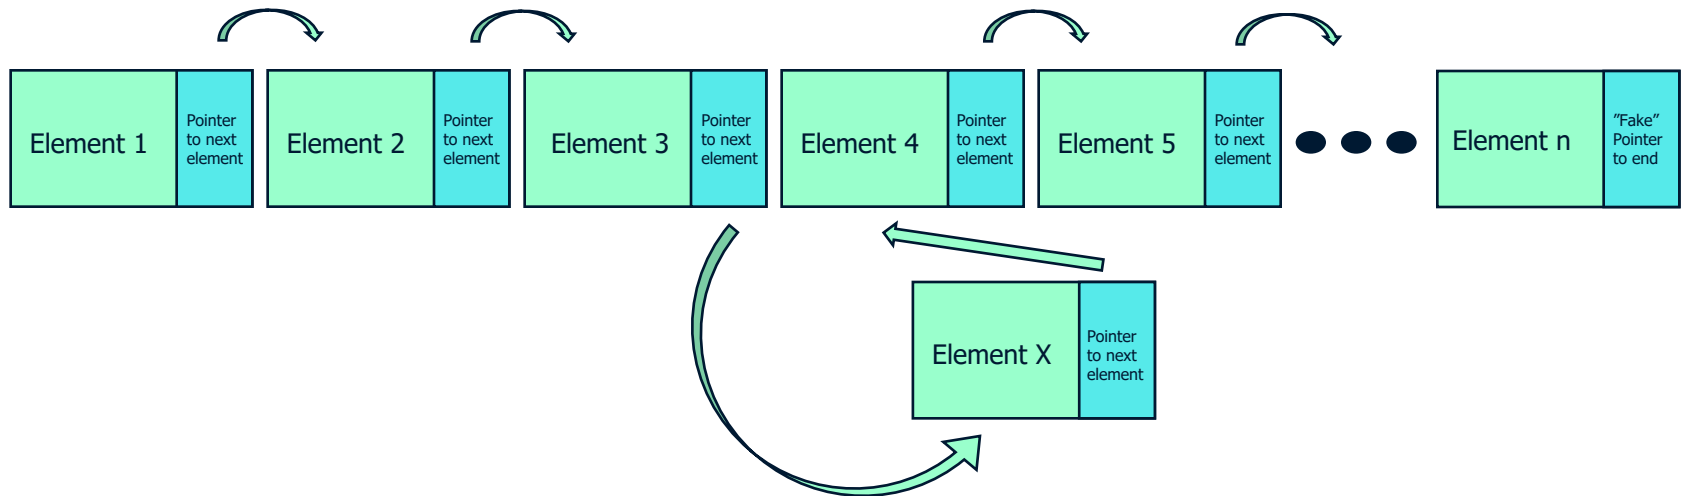 Element 1
Pointer
to next
element
Element 2
Pointer
to next
element
Element 3
Pointer
to next
element
Element 4
Pointer
to next
element
Element 5
Pointer
to next
element
Element n
”Fake”
Pointer
to end
Element X
Pointer
to next
element